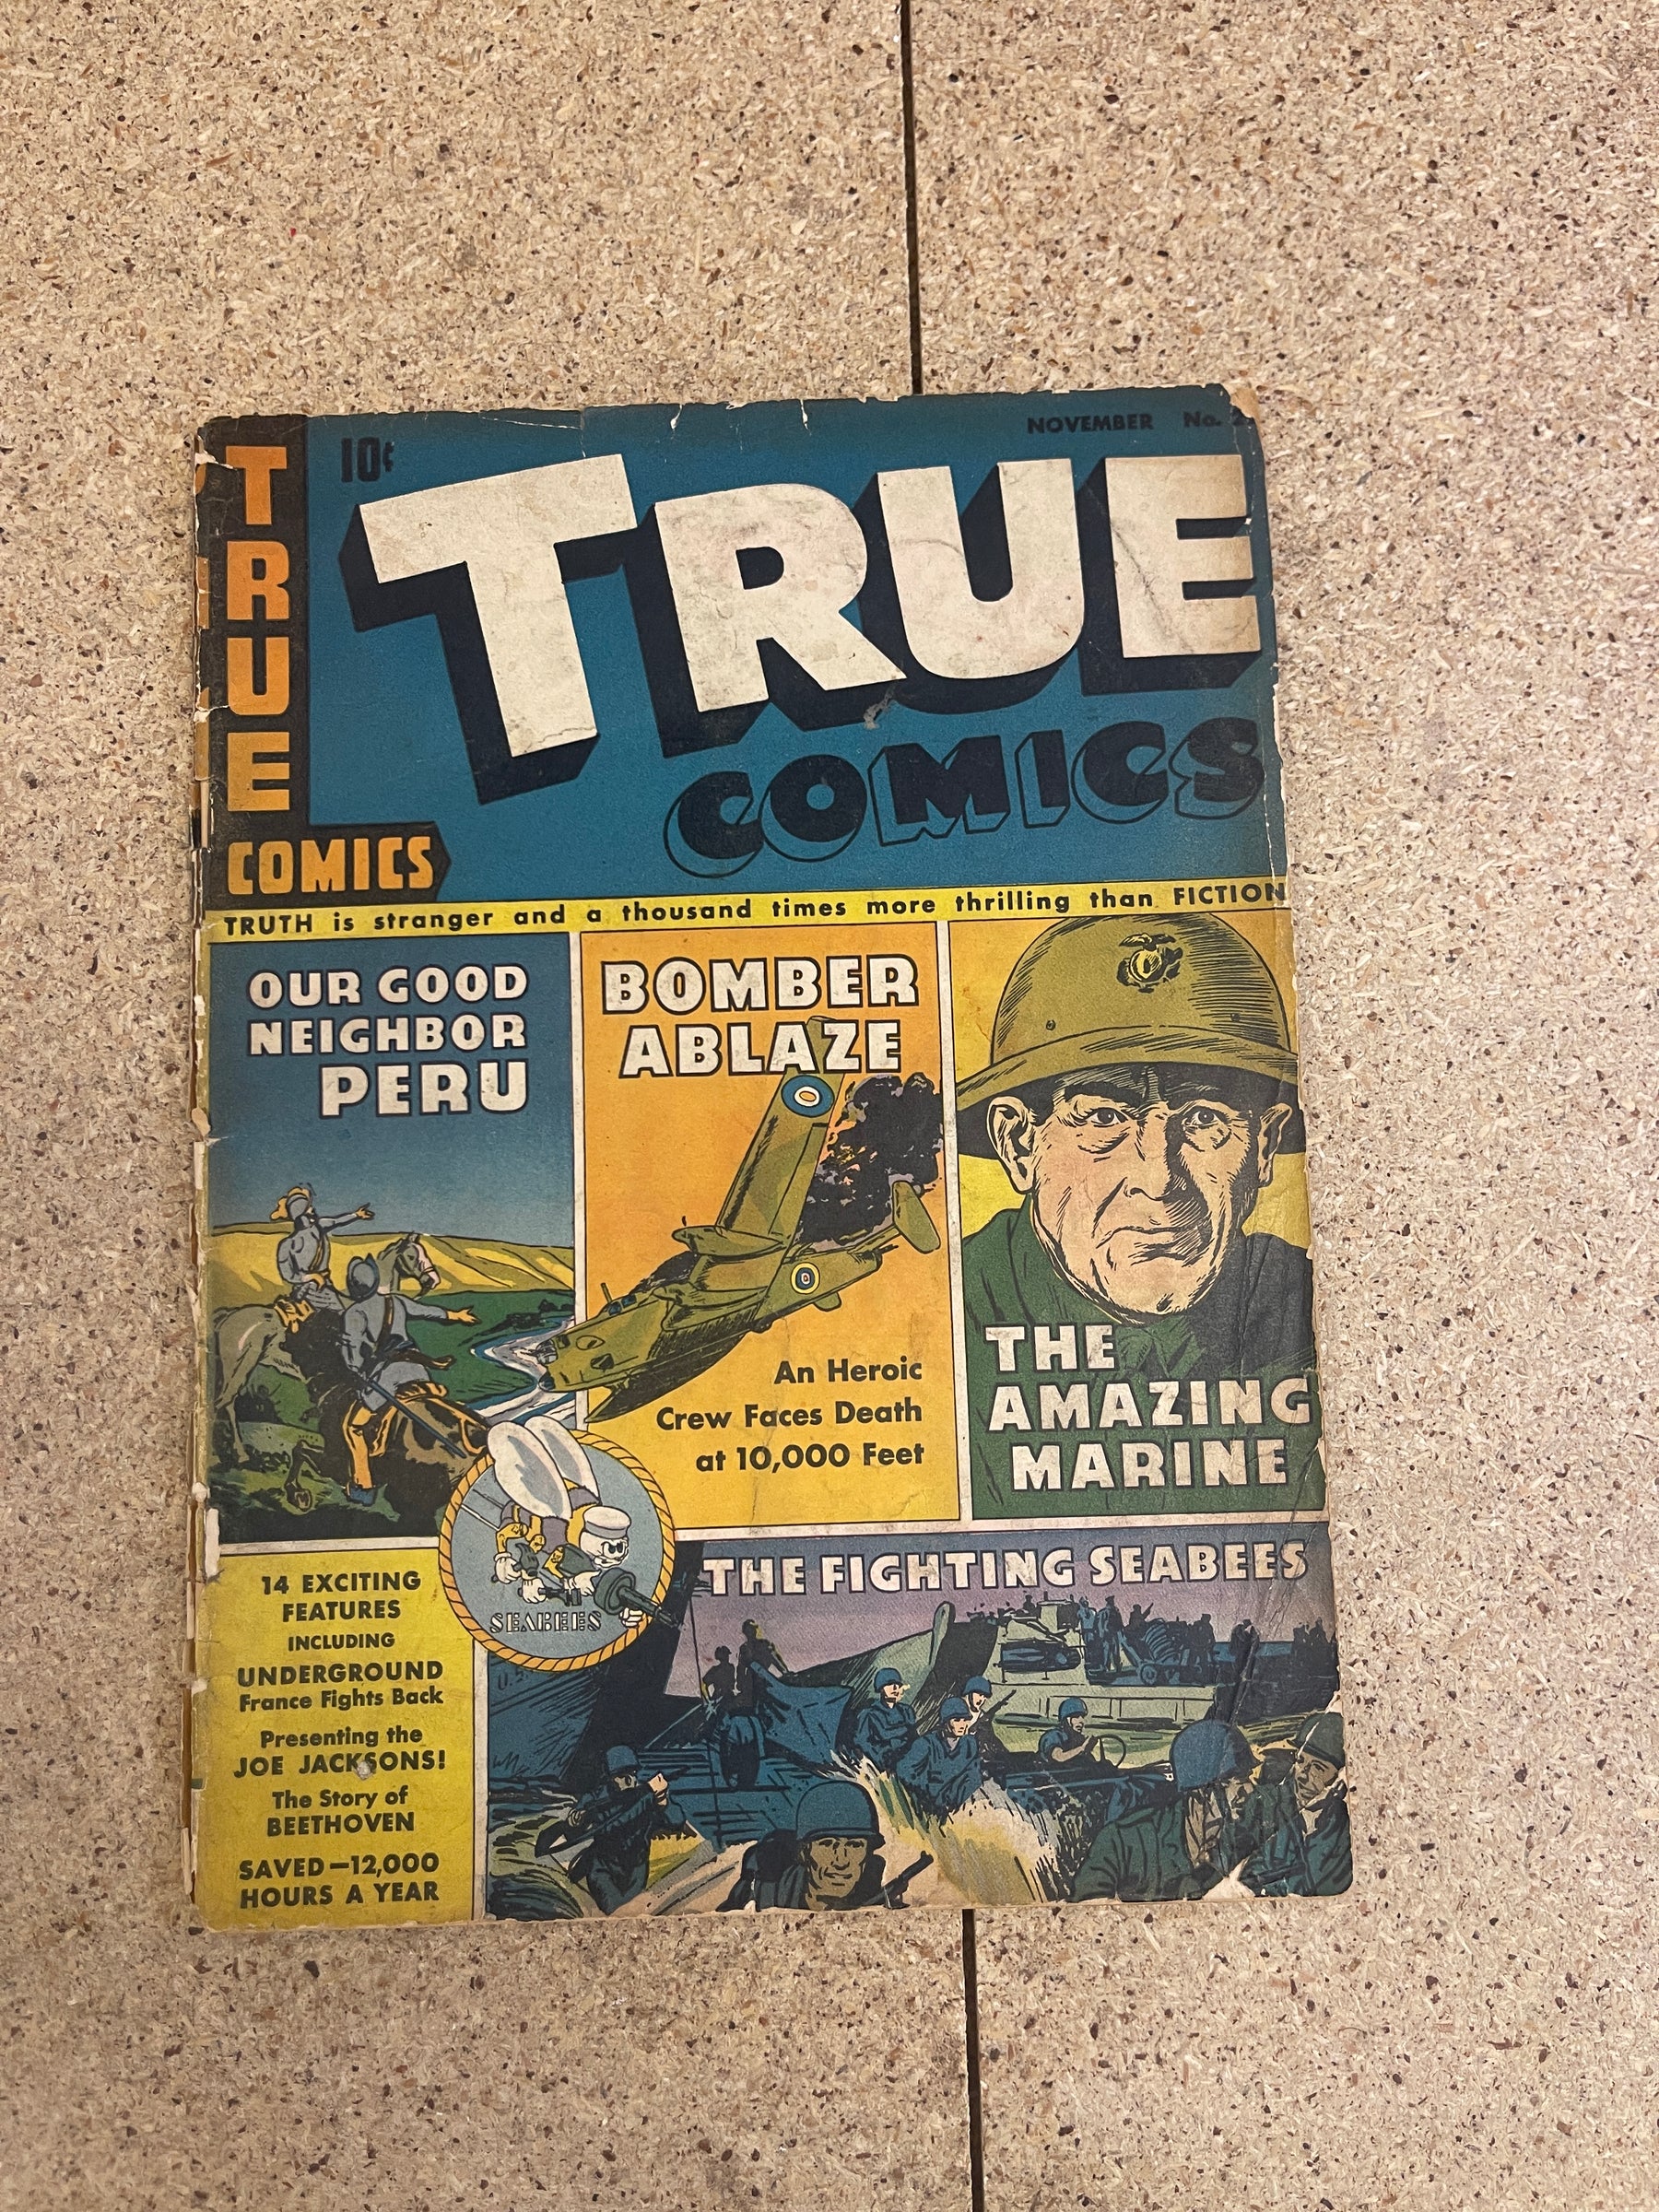 10¢
NOVEMBER No. 2
TRUE
COMICS
TRUE
COMICS
TRUTH is stranger and a thousand times more thrilling than FICTION
OUR GOOD
NEIGHBOR
PERU
BOMBER
ABLAZE
An Heroic
Crew Faces Death
at 10,000 Feet
THE
AMAZING
MARINE
SEABEES
THE FIGHTING SEABEES
14 EXCITING
FEATURES
INCLUDING
UNDERGROUND
France Fights Back
Presenting the
JOE JACKSONS!
The Story of
BEETHOVEN
SAVED—12,000
HOURS A YEAR